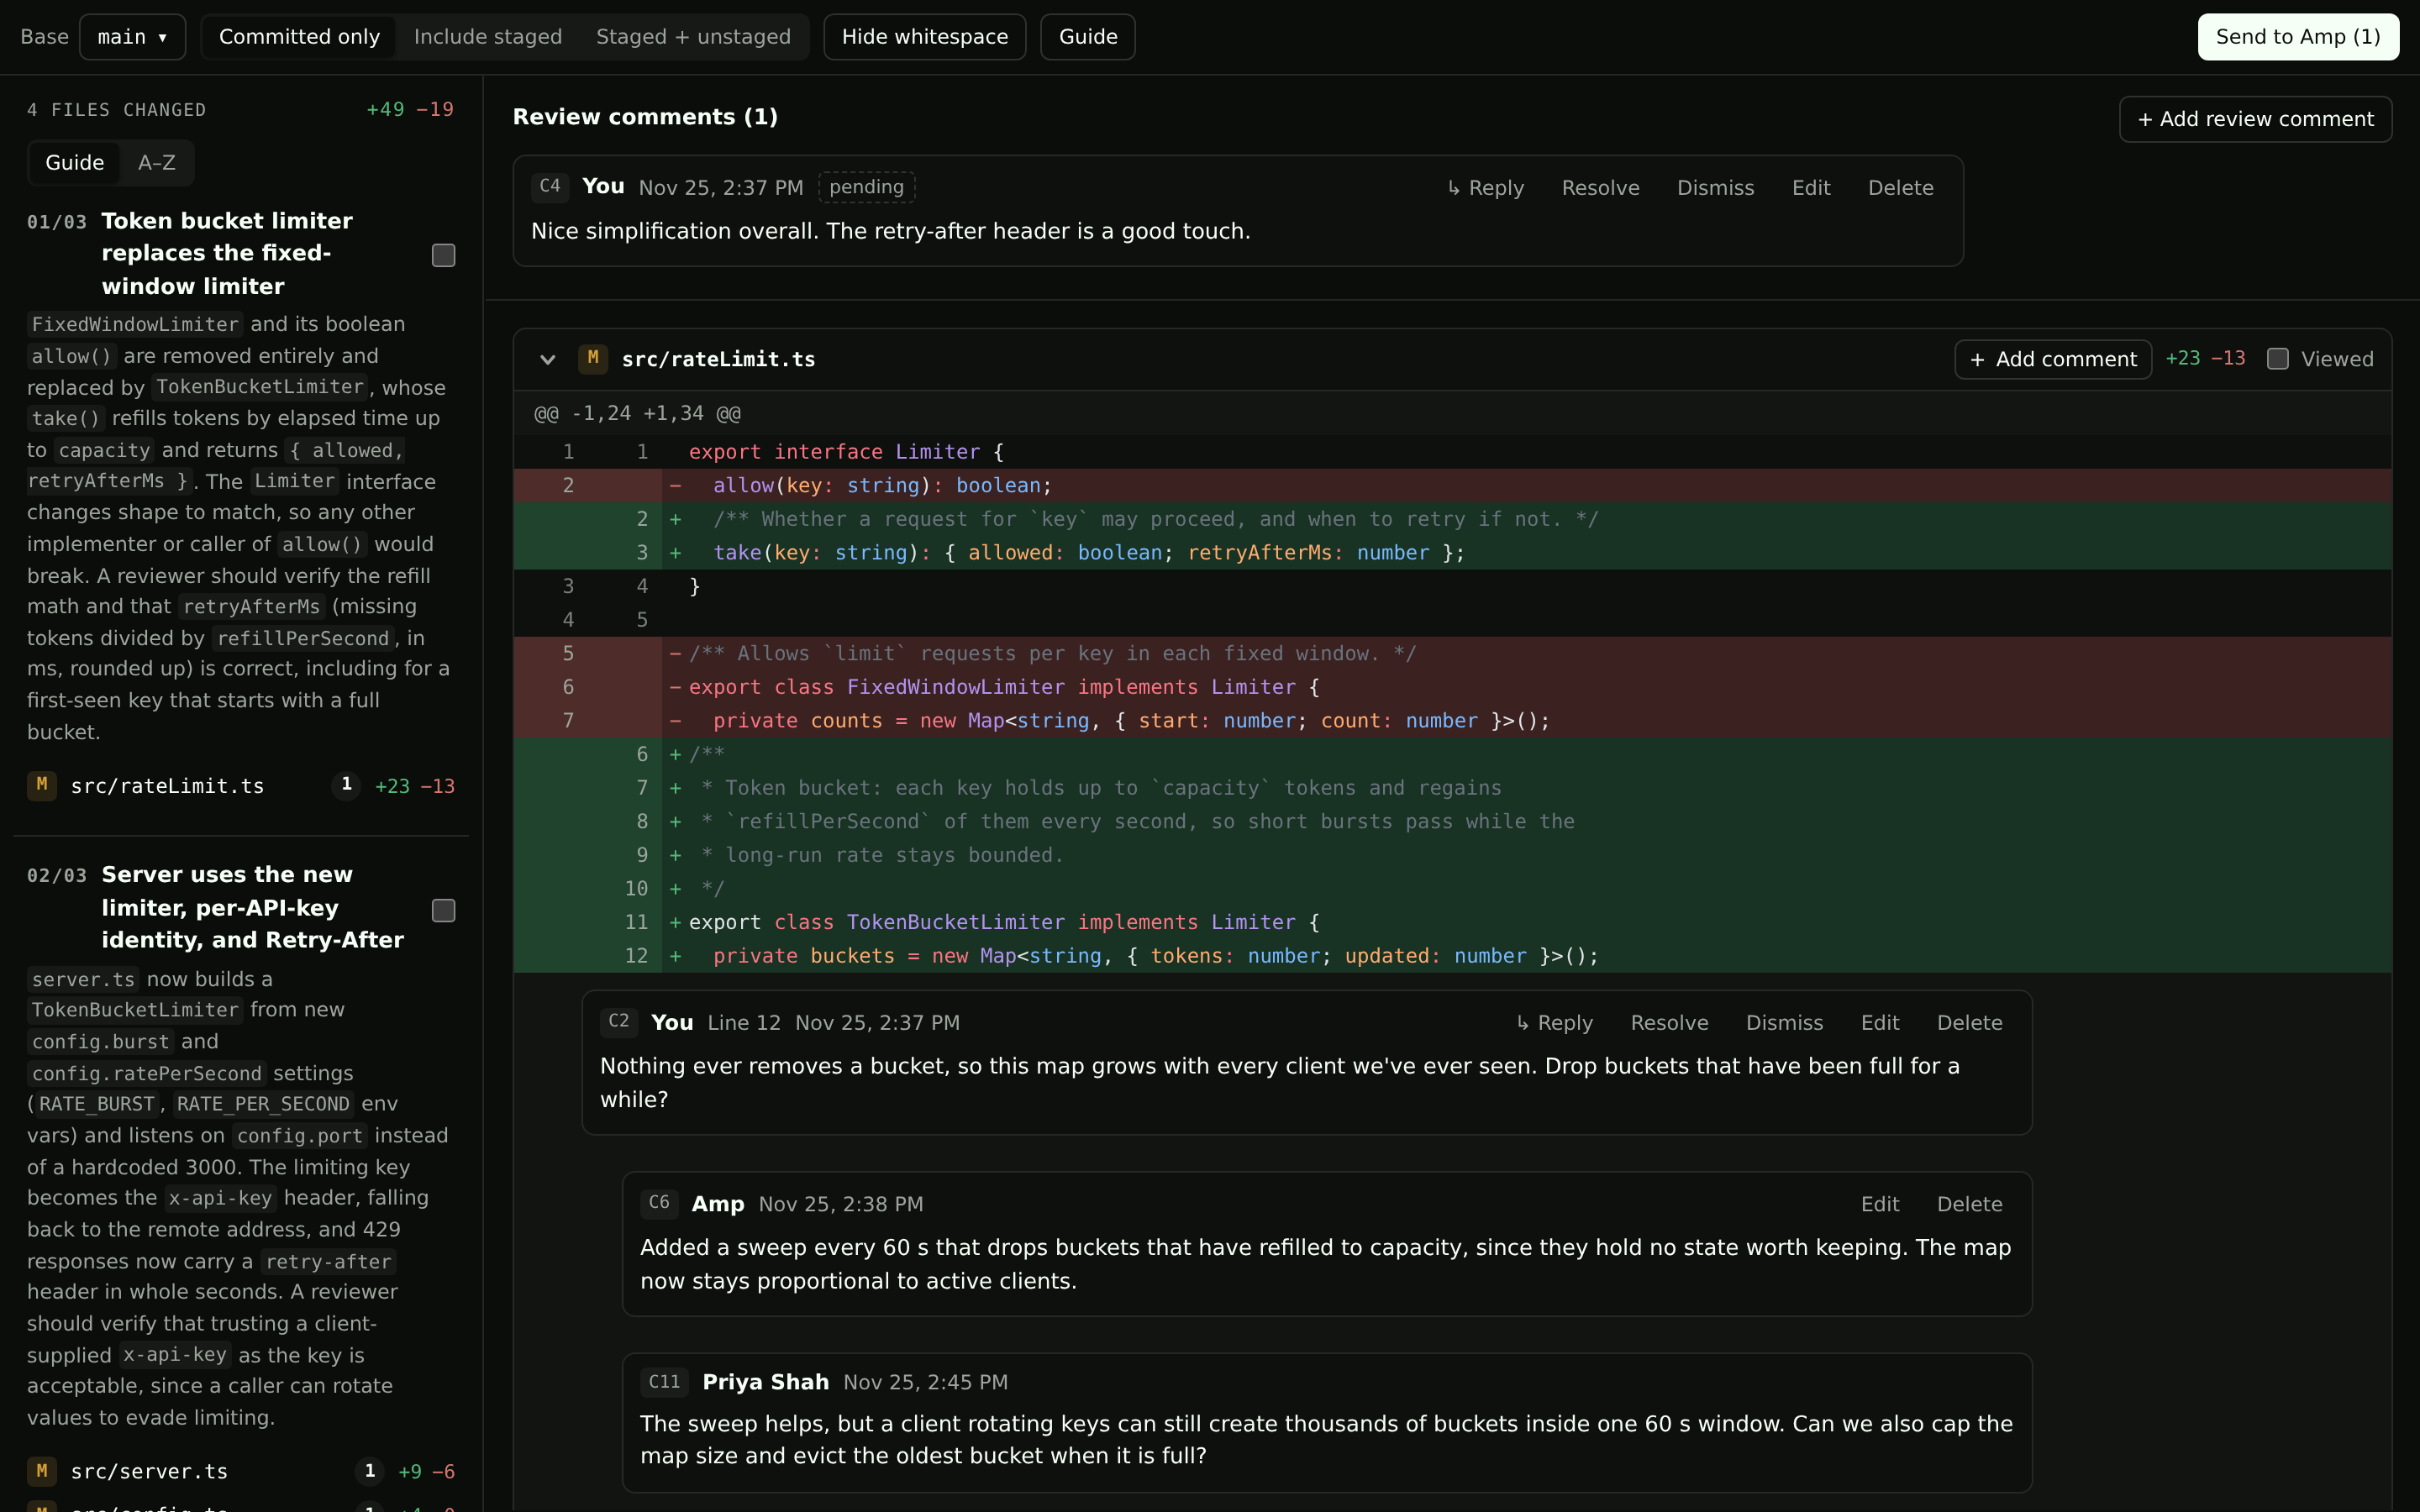 Base main ▾ Committed only Include staged Staged + unstaged Hide whitespace Guide Send to Amp (1)
4 FILES CHANGED +49 −19
Guide A–Z
01/03 Token bucket limiter
replaces the fixed-
window limiter
FixedWindowLimiter and its boolean
allow() are removed entirely and
replaced by TokenBucketLimiter, whose
take() refills tokens by elapsed time up
to capacity and returns { allowed,
retryAfterMs }. The Limiter interface
changes shape to match, so any other
implementer or caller of allow() would
break. A reviewer should verify the refill
math and that retryAfterMs (missing
tokens divided by refillPerSecond, in
ms, rounded up) is correct, including for a
first-seen key that starts with a full
bucket.
M src/rateLimit.ts 1 +23 −13
02/03 Server uses the new
limiter, per-API-key
identity, and Retry-After
server.ts now builds a
TokenBucketLimiter from new
config.burst and
config.ratePerSecond settings
(RATE_BURST, RATE_PER_SECOND env
vars) and listens on config.port instead
of a hardcoded 3000. The limiting key
becomes the x-api-key header, falling
back to the remote address, and 429
responses now carry a retry-after
header in whole seconds. A reviewer
should verify that trusting a client-
supplied x-api-key as the key is
acceptable, since a caller can rotate
values to evade limiting.
M src/server.ts 1 +9 −6
Review comments (1) + Add review comment
C4 You Nov 25, 2:37 PM pending ↳ Reply Resolve Dismiss Edit Delete
Nice simplification overall. The retry-after header is a good touch.
M src/rateLimit.ts + Add comment +23 −13 Viewed
@@ -1,24 +1,34 @@
1 1 export interface Limiter {
2 − allow(key: string): boolean;
2 + /** Whether a request for `key` may proceed, and when to retry if not. */
3 + take(key: string): { allowed: boolean; retryAfterMs: number };
3 4 }
4 5
5 − /** Allows `limit` requests per key in each fixed window. */
6 − export class FixedWindowLimiter implements Limiter {
7 − private counts = new Map<string, { start: number; count: number }>();
6 + /**
7 + * Token bucket: each key holds up to `capacity` tokens and regains
8 + * `refillPerSecond` of them every second, so short bursts pass while the
9 + * long-run rate stays bounded.
10 + */
11 + export class TokenBucketLimiter implements Limiter {
12 + private buckets = new Map<string, { tokens: number; updated: number }>();
C2 You Line 12 Nov 25, 2:37 PM ↳ Reply Resolve Dismiss Edit Delete
Nothing ever removes a bucket, so this map grows with every client we've ever seen. Drop buckets that have been full for a
while?
C6 Amp Nov 25, 2:38 PM Edit Delete
Added a sweep every 60 s that drops buckets that have refilled to capacity, since they hold no state worth keeping. The map
now stays proportional to active clients.
C11 Priya Shah Nov 25, 2:45 PM
The sweep helps, but a client rotating keys can still create thousands of buckets inside one 60 s window. Can we also cap the
map size and evict the oldest bucket when it is full?